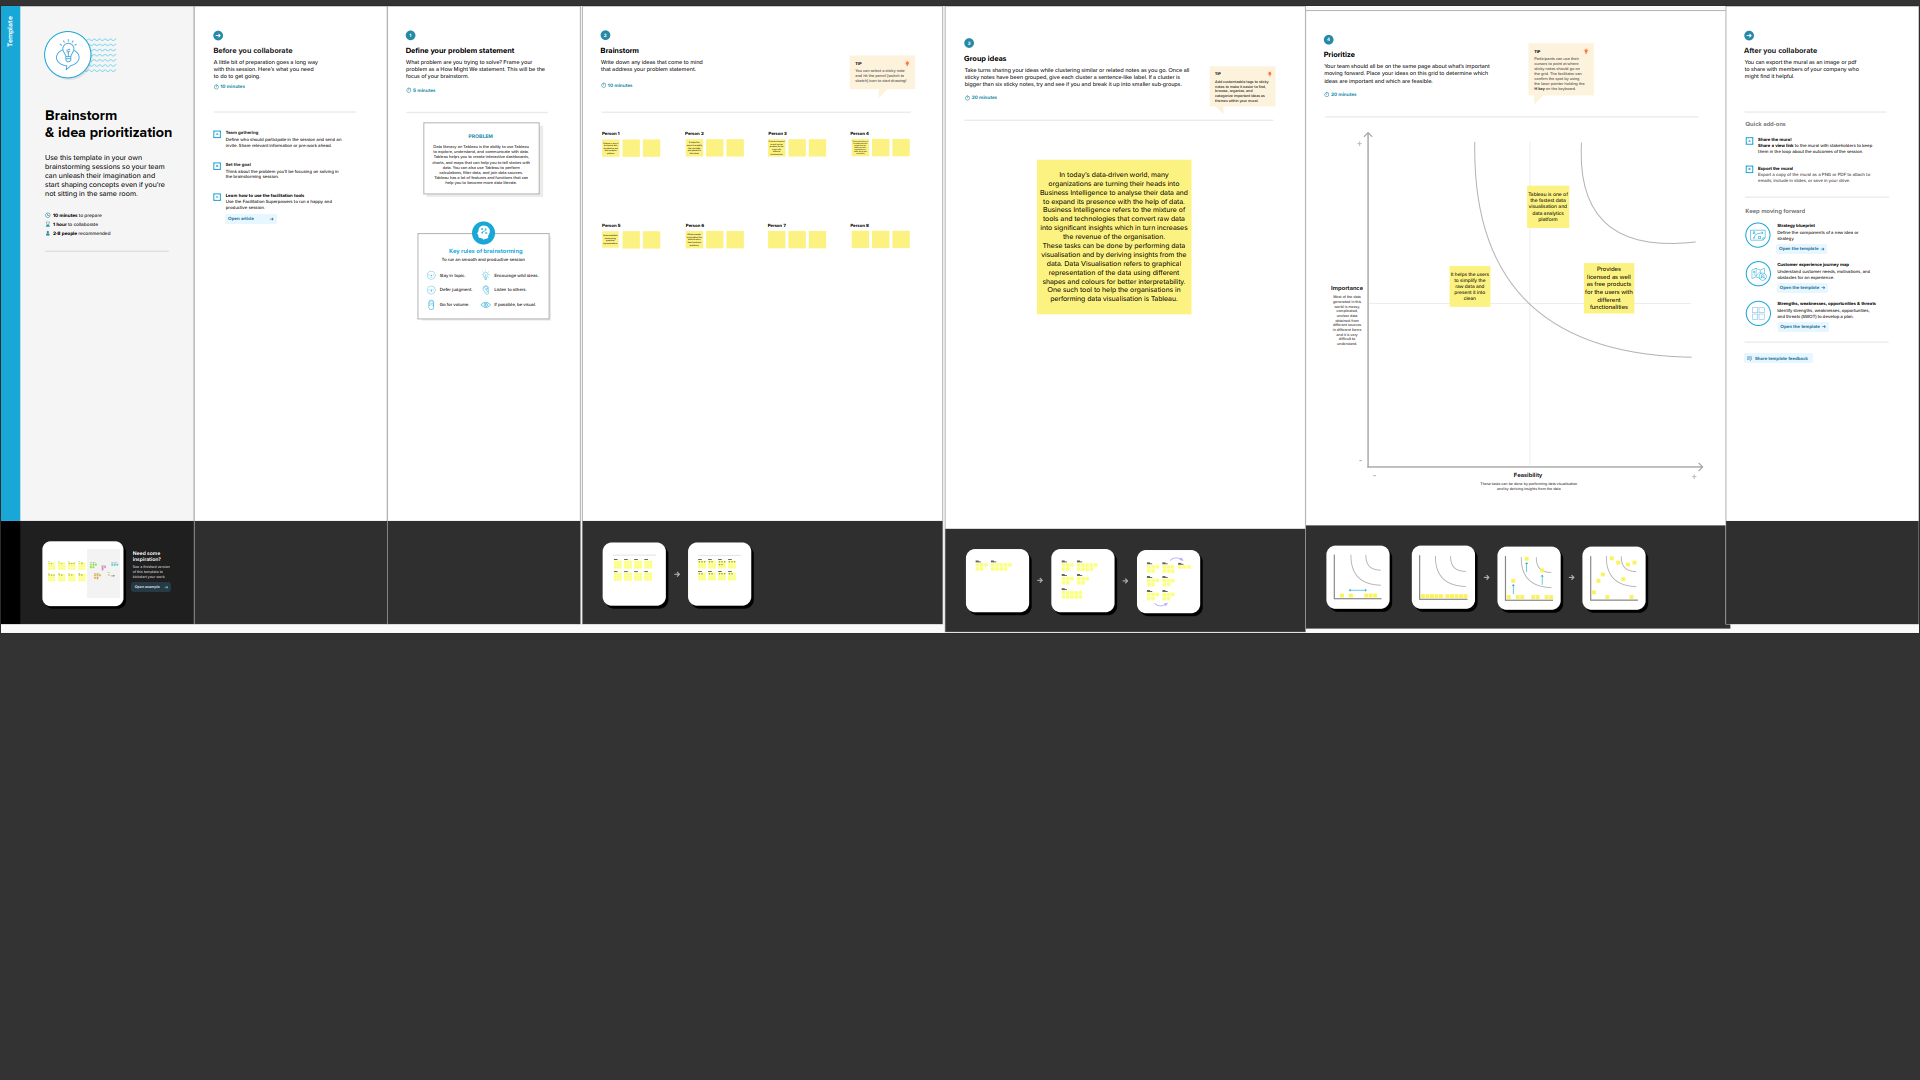 Template
Brainstorm
& idea prioritization
Use this template in your own
brainstorming sessions so your team
can unleash their imagination and
start shaping concepts even if you're
not sitting in the same room.
10 minutes to prepare
1 hour to collaborate
2-8 people recommended
Need some
inspiration?
See a finished version
of this template to
kickstart your work.
Open example
Before you collaborate
A little bit of preparation goes a long way
with this session. Here's what you need
to do to get going.
10 minutes
Team gathering
Define who should participate in the session and send an
invite. Share relevant information or pre-work ahead.
Set the goal
Think about the problem you'll be focusing on solving in
the brainstorming session.
Learn how to use the facilitation tools
Use the Facilitation Superpowers to run a happy and
productive session.
Open article
1
Define your problem statement
What problem are you trying to solve? Frame your
problem as a How Might We statement. This will be the
focus of your brainstorm.
5 minutes
PROBLEM
Data literacy on Tableau is the ability to use Tableau
to explore, understand, and communicate with data.
Tableau helps you to create interactive dashboards,
charts, and maps that can help you to tell stories with
data. You can also use Tableau to perform
calculations, filter data, and join data sources.
Tableau has a lot of features and functions that can
help you to become more data literate.
Key rules of brainstorming
To run an smooth and productive session
Stay in topic.
Encourage wild ideas.
Defer judgment.
Listen to others.
Go for volume.
If possible, be visual.
2
Brainstorm
Write down any ideas that come to mind
that address your problem statement.
10 minutes
TIP
You can select a sticky note
and hit the pencil [switch to
sketch] icon to start drawing!
Person 1
Person 2
Person 3
Person 4
Person 5
Person 6
Person 7
Person 8
3
Group ideas
Take turns sharing your ideas while clustering similar or related notes as you go. Once all
sticky notes have been grouped, give each cluster a sentence-like label. If a cluster is
bigger than six sticky notes, try and see if you and break it up into smaller sub-groups.
20 minutes
TIP
Add customizable tags to sticky
notes to make it easier to find,
browse, organize, and
categorize important ideas as
themes within your mural.
In today's data-driven world, many
organizations are turning their heads into
Business Intelligence to analyse their data and
to expand its presence with the help of data.
Business Intelligence refers to the mixture of
tools and technologies that convert raw data
into significant insights which in turn increases
the revenue of the organisation.
These tasks can be done by performing data
visualisation and by deriving insights from the
data. Data Visualisation refers to graphical
representation of the data using different
shapes and colours for better interpretability.
One such tool to help the organisations in
performing data visualisation is Tableau.
4
Prioritize
Your team should all be on the same page about what's important
moving forward. Place your ideas on this grid to determine which
ideas are important and which are feasible.
20 minutes
TIP
Participants can use their
cursors to point at where
sticky notes should go on
the grid. The facilitator can
confirm the spot by using
the laser pointer holding the
H key on the keyboard.
+
Tableau is one of
the fastest data
visualisation and
data analytics
platform
It helps the users
to simplify the
raw data and
present it into
clean
Provides
licensed as well
as free products
for the users with
different
functionalities
Importance
Most of the data
generated in this
world is messy,
complicated,
unclean data
obtained from
different sources
in different forms
and it is very
difficult to
understand.
-
-
Feasibility
+
These tasks can be done by performing data visualisation
and by deriving insights from the data
After you collaborate
You can export the mural as an image or pdf
to share with members of your company who
might find it helpful.
Quick add-ons
Share the mural
Share a view link to the mural with stakeholders to keep
them in the loop about the outcomes of the session.
Export the mural
Export a copy of the mural as a PNG or PDF to attach to
emails, include in slides, or save in your drive.
Keep moving forward
Strategy blueprint
Define the components of a new idea or
strategy.
Open the template
Customer experience journey map
Understand customer needs, motivations, and
obstacles for an experience.
Open the template
Strengths, weaknesses, opportunities & threats
Identify strengths, weaknesses, opportunities,
and threats (SWOT) to develop a plan.
Open the template
Share template feedback